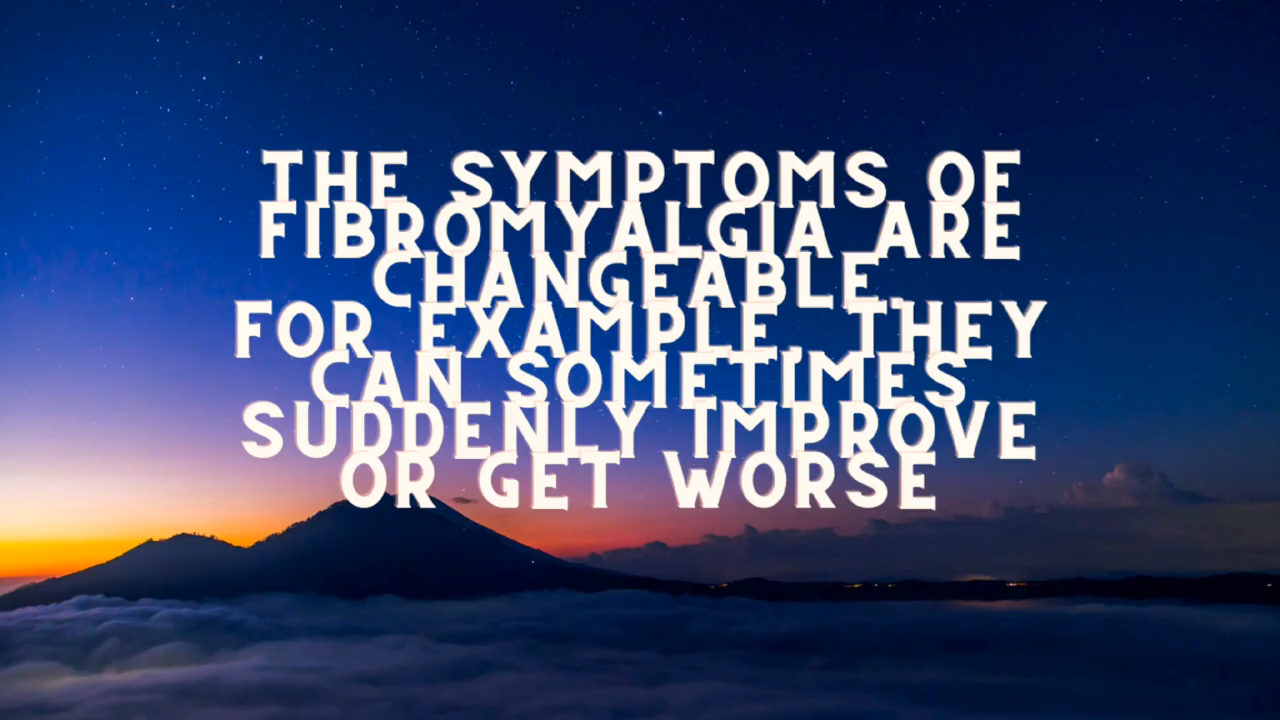 THE SYMPTOMS OF
FIBROMYALGIA ARE
CHANGEABLE.
FOR EXAMPLE, THEY
CAN SOMETIMES
SUDDENLY IMPROVE
OR GET WORSE